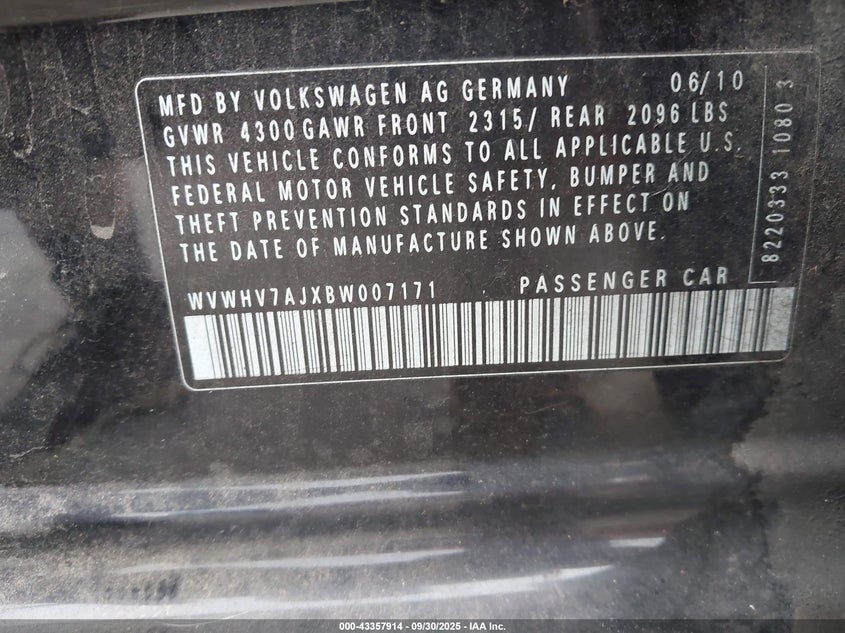 MFD BY VOLKSWAGEN AG GERMANY 06/10
GVWR 4300 GAWR FRONT 2315/ REAR 2096 LBS
THIS VEHICLE CONFORMS TO ALL APPLICABLE U.S.
FEDERAL MOTOR VEHICLE SAFETY, BUMPER AND
THEFT PREVENTION STANDARDS IN EFFECT ON
THE DATE OF MANUFACTURE SHOWN ABOVE.
WVWHV7AJXBW007171 PASSENGER CAR
8220333 1080 3
000-43357914 - 09/30/2025 - IAA Inc.